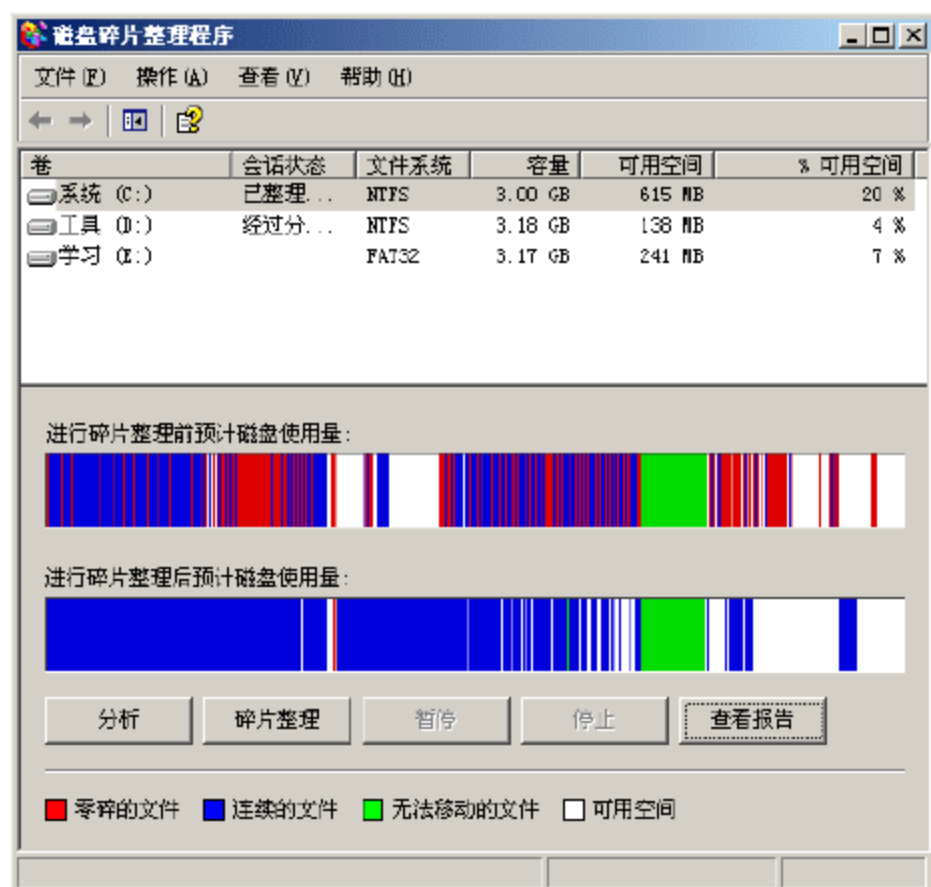 磁盘碎片整理程序
文件(F) 操作(A) 查看(V) 帮助(H)
卷 会话状态 文件系统 容量 可用空间 % 可用空间
系统 (C:) 已整理... NTFS 3.00 GB 615 MB 20 %
工具 (D:) 经过分... NTFS 3.18 GB 138 MB 4 %
学习 (E:) FAT32 3.17 GB 241 MB 7 %
进行碎片整理前预计磁盘使用量:
进行碎片整理后预计磁盘使用量:
分析 碎片整理 暂停 停止 查看报告
零碎的文件 连续的文件 无法移动的文件 可用空间